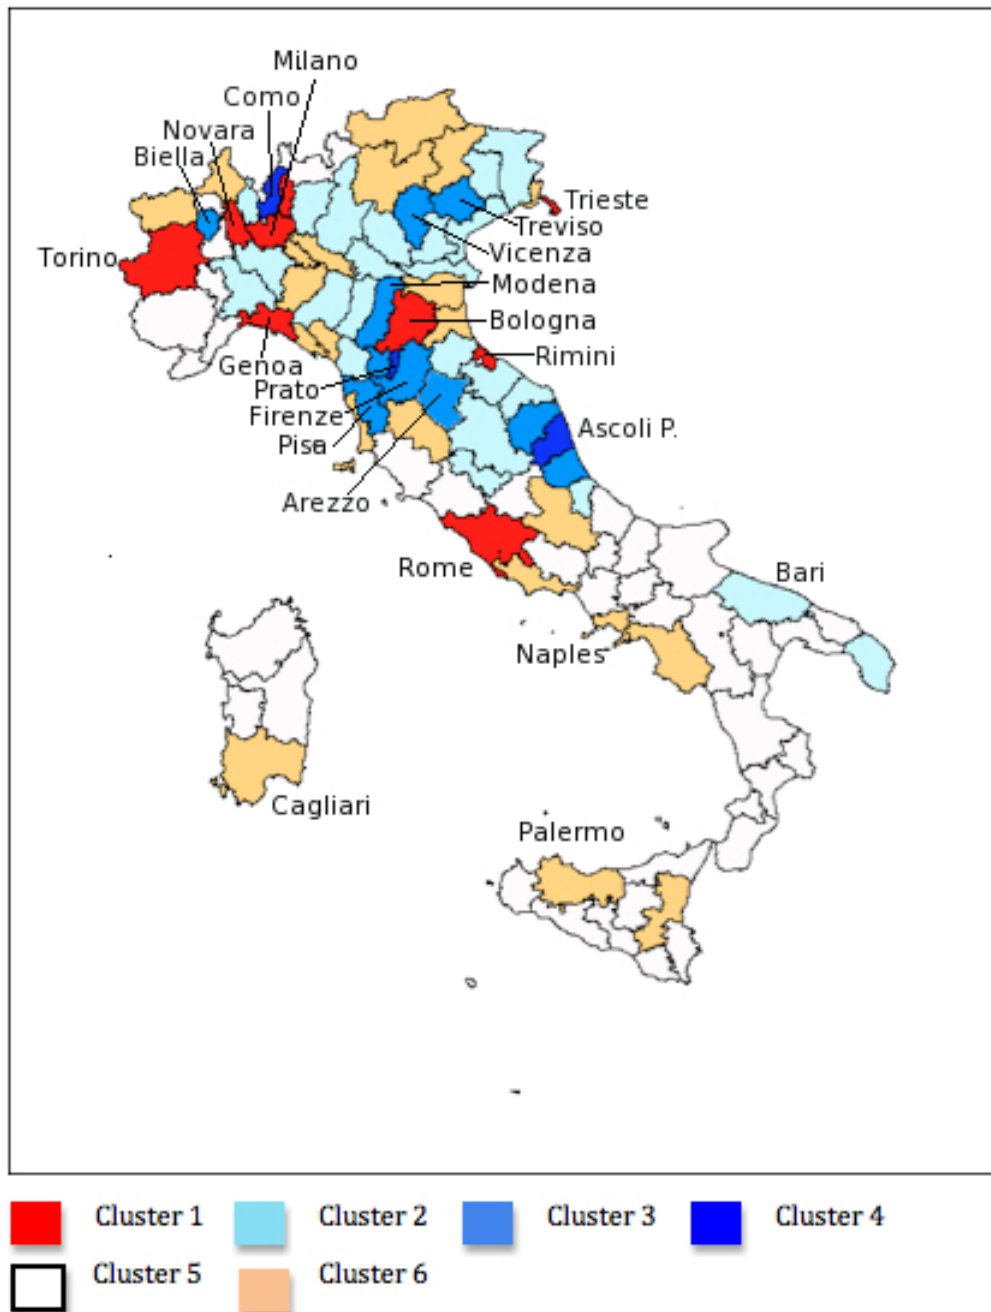 Milano
Como
Novara
Biella
Trieste
Treviso
Torino
Vicenza
Modena
Bologna
Rimini
Genoa
Prato
Firenze
Ascoli P.
Pisa
Arezzo
Rome
Bari
Naples
Cagliari
Palermo
Cluster 1
Cluster 2
Cluster 3
Cluster 4
Cluster 5
Cluster 6